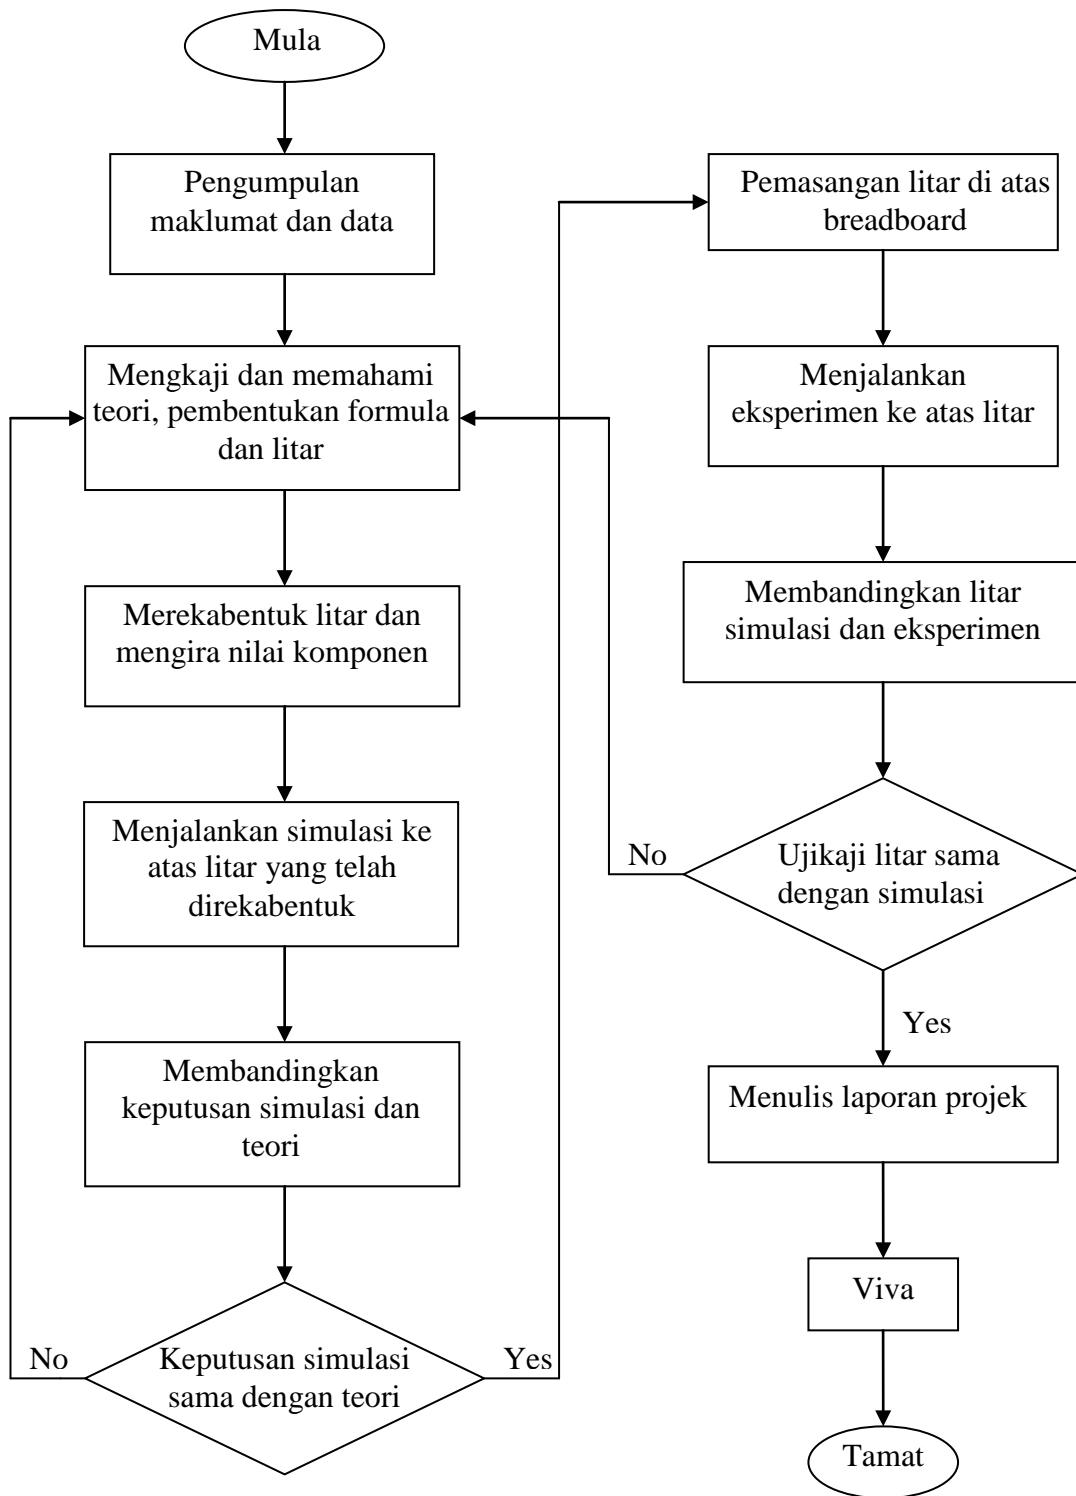 Mula
Pengumpulan
maklumat dan data
Mengkaji dan memahami
teori, pembentukan formula
dan litar
Merekabentuk litar dan
mengira nilai komponen
Menjalankan simulasi ke
atas litar yang telah
direkabentuk
Membandingkan
keputusan simulasi dan
teori
No
Keputusan simulasi
sama dengan teori
Yes
Pemasangan litar di atas
breadboard
Menjalankan
eksperimen ke atas litar
Membandingkan litar
simulasi dan eksperimen
No
Ujikaji litar sama
dengan simulasi
Yes
Menulis laporan projek
Viva
Tamat